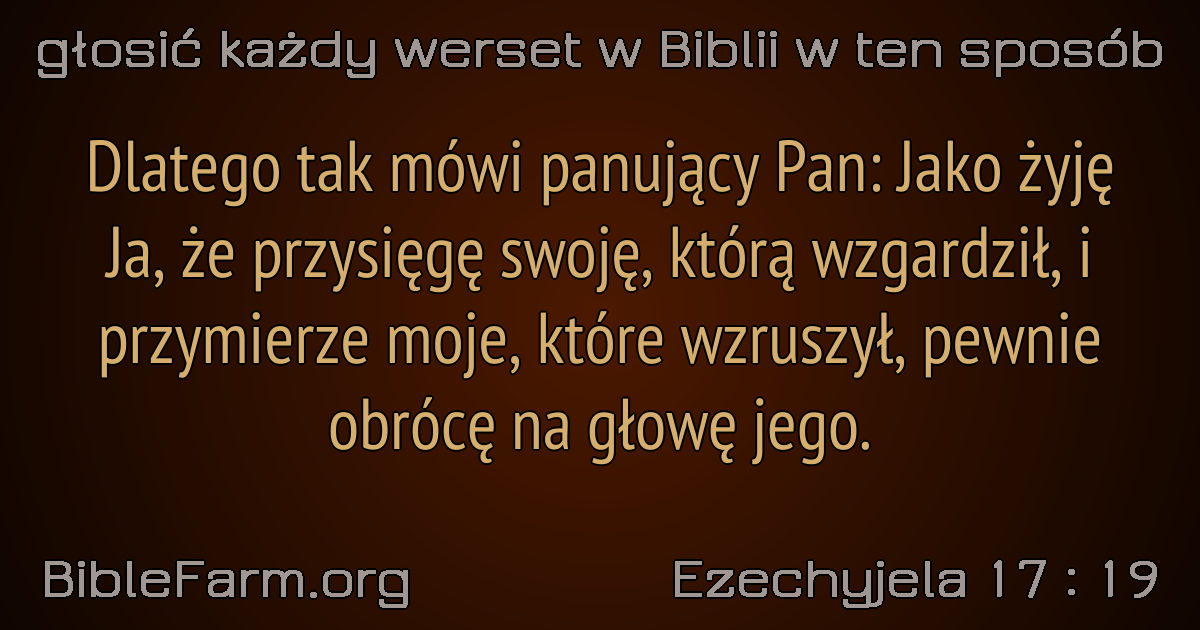 głosić każdy werset w Biblii w ten sposób
Dlatego tak mówi panujący Pan: Jako żyję
Ja, że przysięgę swoję, którą wzgardził, i
przymierze moje, które wzruszył, pewnie
obrócę na głowę jego.
BibleFarm.org
Ezechyjela 17 : 19